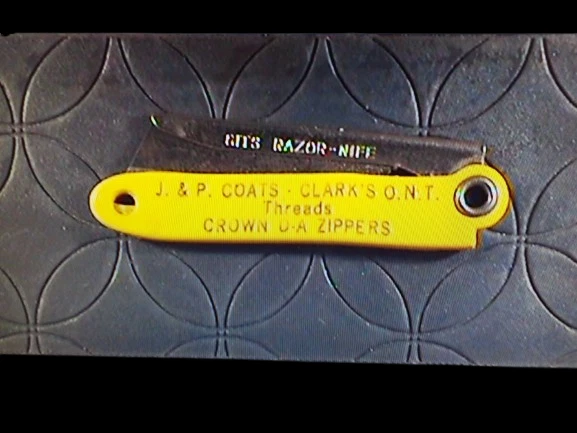 GITS RAZOR-NIFE
J. & P. COATS - CLARK'S O.N.T.
Threads
CROWN D-A ZIPPERS